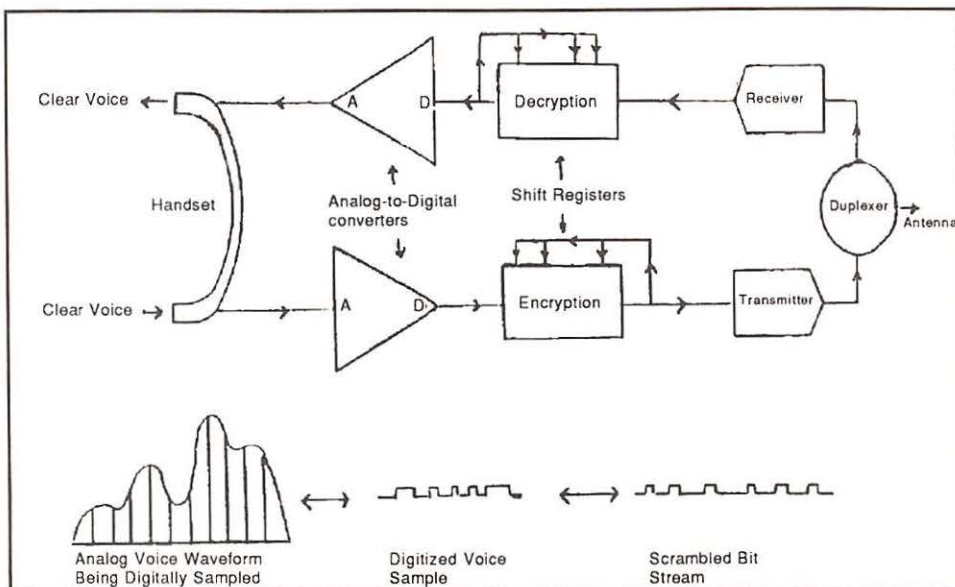 Clear Voice
A
D
Decryption
Receiver
Handset
Analog-to-Digital
converters
Shift Registers
Duplexer
Antenna
Clear Voice
A
D
Encryption
Transmitter
Analog Voice Waveform
Being Digitally Sampled
Digitized Voice
Sample
Scrambled Bit
Stream